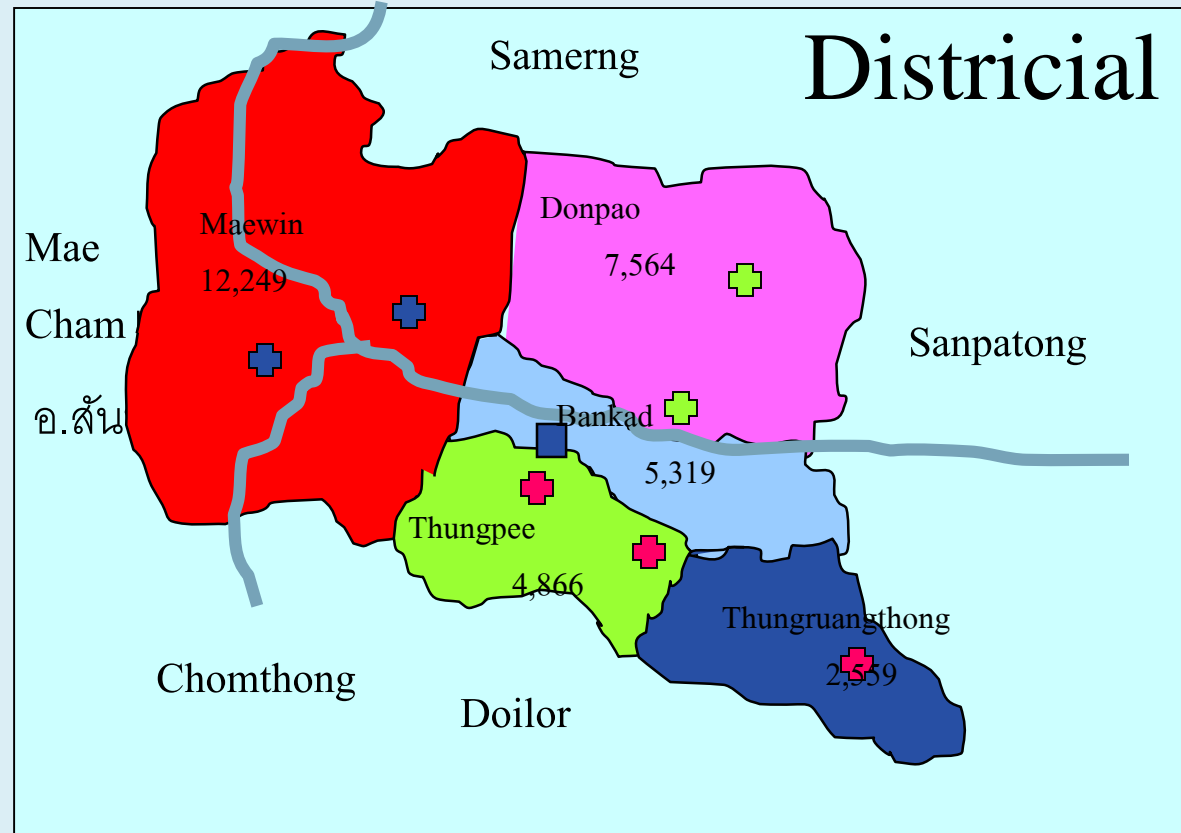 Districial
Samerng
Maewin
12,249
Donpao
7,564
Mae
Cham
Sanpatong
อ.สัน
Bankad
5,319
Thungpee
4,866
Thungruangthong
2,559
Chomthong
Doilor